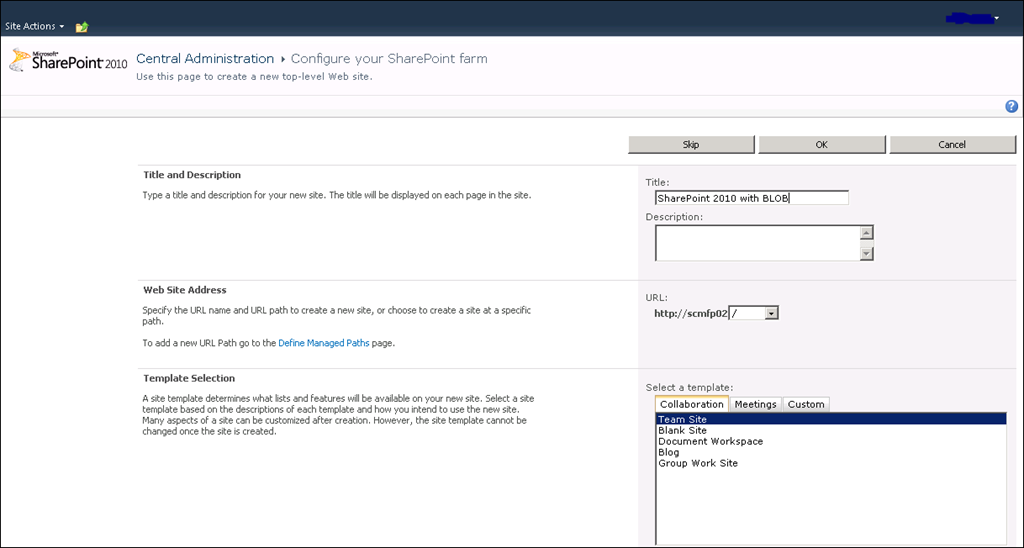 Site Actions
Microsoft®
SharePoint® 2010
Central Administration ▸ Configure your SharePoint farm
Use this page to create a new top-level Web site.
Skip OK Cancel
Title and Description
Type a title and description for your new site. The title will be displayed on each page in the site.
Title:
SharePoint 2010 with BLOB
Description:
Web Site Address
Specify the URL name and URL path to create a new site, or choose to create a site at a specific
path.
To add a new URL Path go to the Define Managed Paths page.
URL:
http://scmfp02 /
Template Selection
A site template determines what lists and features will be available on your new site. Select a site
template based on the descriptions of each template and how you intend to use the new site.
Many aspects of a site can be customized after creation. However, the site template cannot be
changed once the site is created.
Select a template:
Collaboration Meetings Custom
Team Site
Blank Site
Document Workspace
Blog
Group Work Site